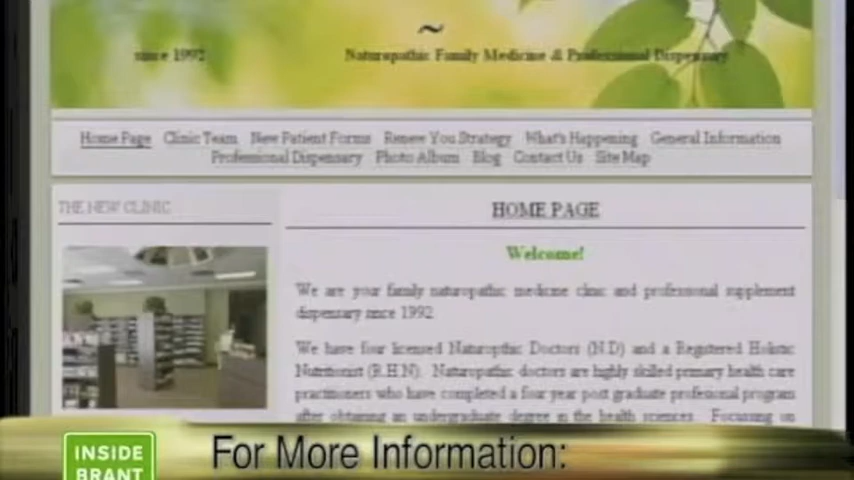 ~
since 1992
Naturopathic Family Medicine & Professional Dispensary
Home Page Clinic Team New Patient Forms Renew You Strategy What's Happening General Information
Professional Dispensary Photo Album Blog Contact Us Site Map
THE NEW CLINIC
HOME PAGE
Welcome!
We are your family naturopathic medicine clinic and professional supplement
dispensary since 1992
We have four licensed Naturopthic Doctors (N.D) and a Registered Holistic
Nutritionist (R.H.N). Naturopathic doctors are highly skilled primary health care
practitioners who have completed a four year post graduate profesional program
after obtaining an undergraduate degree in the health sciences. Focusing on
INSIDE
BRANT
For More Information: